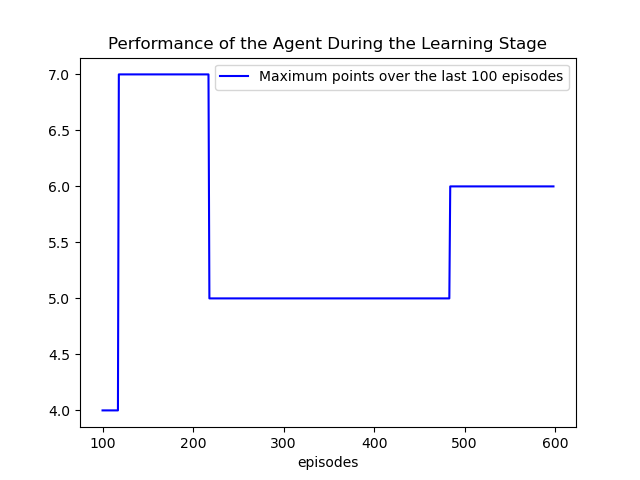 Performance of the Agent During the Learning Stage
Maximum points over the last 100 episodes
7.0
6.5
6.0
5.5
5.0
4.5
4.0
100 200 300 400 500 600
episodes